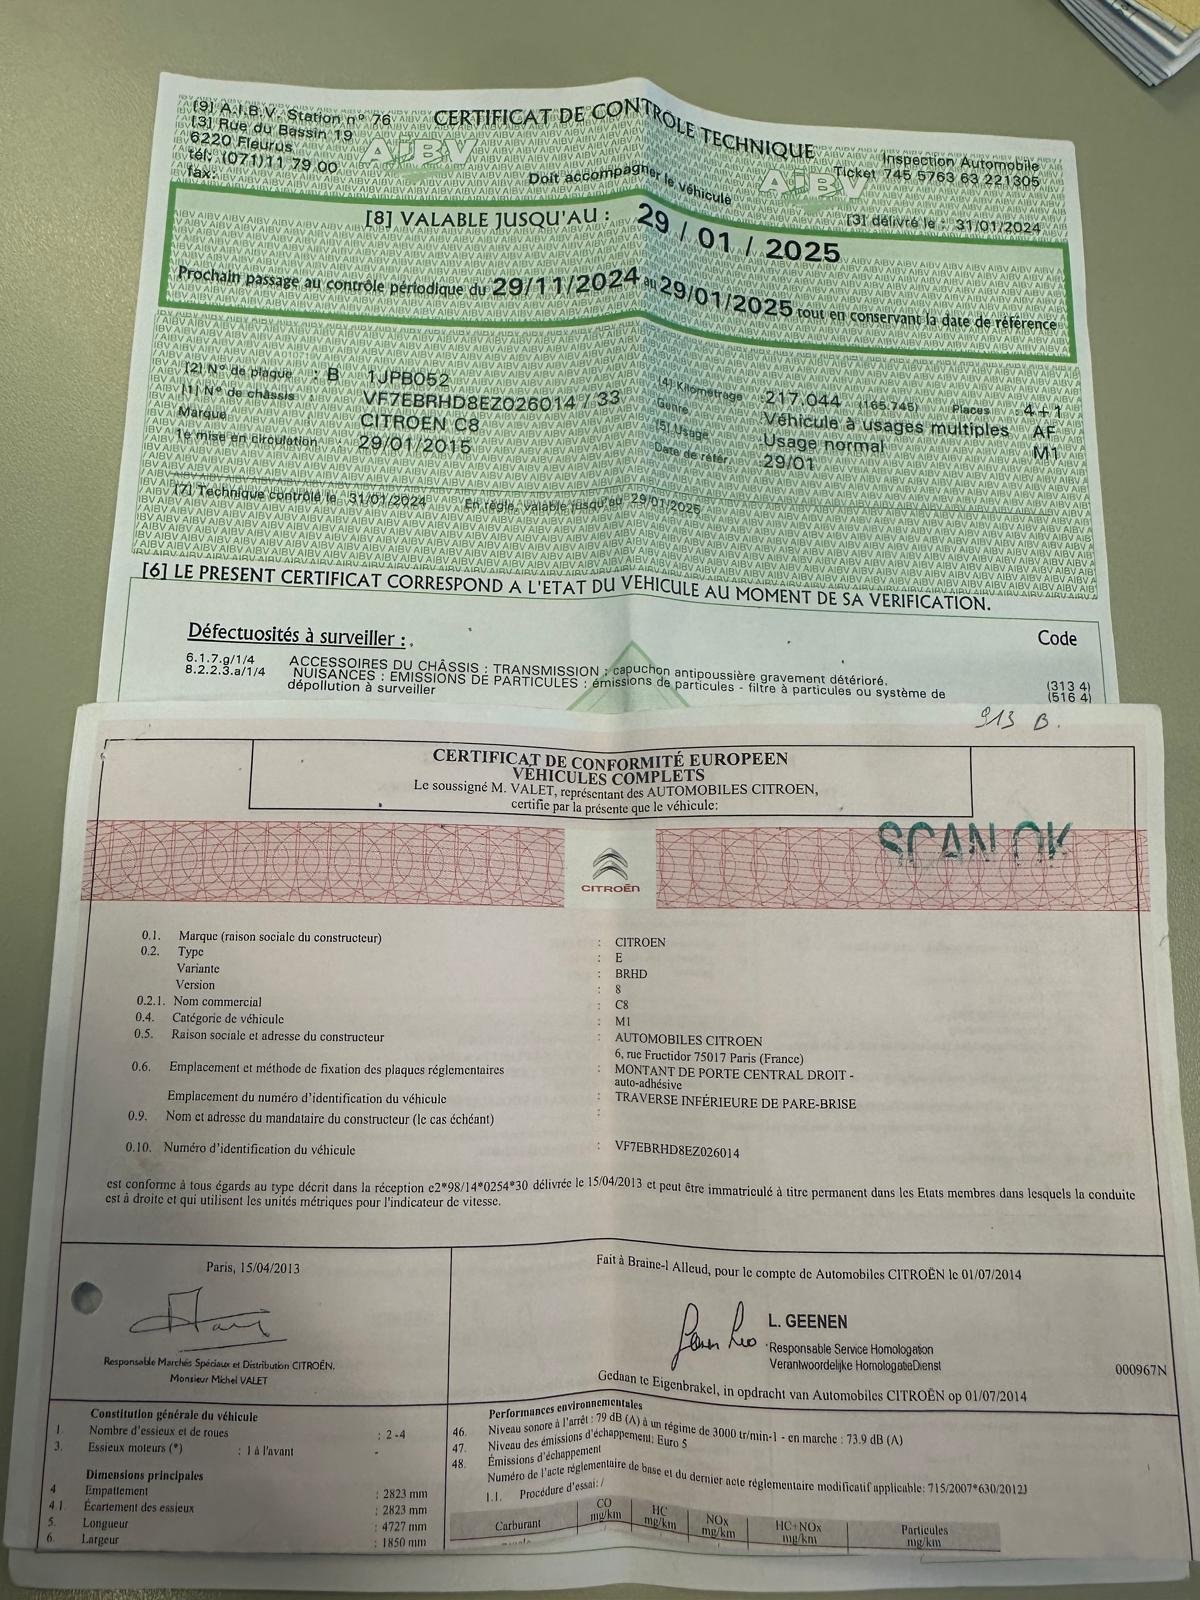 [9] A.I.B.V. Station n° 76
[3] Rue du Bassin 19
6220 Fleurus
tél: (071)11 79 00
fax:
AIBV
CERTIFICAT DE CONTROLE TECHNIQUE
Doit accompagner le véhicule
AIBV
Inspection Automobile
Ticket 745 5763 63 221305
[3] délivré le : 31/01/2024
[8] VALABLE JUSQU'AU : 29 / 01 / 2025
Prochain passage au contrôle périodique du 29/11/2024 au 29/01/2025 tout en conservant la date de référence
[2] N° de plaque : B 1JPB052
[1] N° de châssis : VF7EBRHD8EZ026014 / 33
Marque CITROEN C8
1e mise en circulation 29/01/2015
[4] Kilométrage 217.044 (165.745) Places : 4+1
Genre :Véhicule à usages multiples AF
[5] Usage :Usage normal M1
Date de référ. :29/01
[7] Technique contrôlé le 31/01/2024 En règle, valable jusqu'au 29/01/2025
[6] LE PRESENT CERTIFICAT CORRESPOND A L'ETAT DU VEHICULE AU MOMENT DE SA VERIFICATION.
Défectuosités à surveiller : Code
6.1.7.g/1/4 ACCESSOIRES DU CHÂSSIS : TRANSMISSION : capuchon antipoussière gravement détérioré. (313 4)
8.2.2.3.a/1/4 NUISANCES : EMISSIONS DE PARTICULES : émissions de particules - filtre à particules ou système de (516 4)
dépollution à surveiller
913 B.
CERTIFICAT DE CONFORMITÉ EUROPEEN
VÉHICULES COMPLETS
Le soussigné M. VALET, représentant des AUTOMOBILES CITROEN,
certifie par la présente que le véhicule:
SCAN OK
CITROËN
0.1. Marque (raison sociale du constructeur) : CITROEN
0.2. Type : E
Variante : BRHD
Version : 8
0.2.1. Nom commercial : C8
0.4. Catégorie de véhicule : M1
0.5. Raison sociale et adresse du constructeur : AUTOMOBILES CITROEN
6, rue Fructidor 75017 Paris (France)
0.6. Emplacement et méthode de fixation des plaques réglementaires : MONTANT DE PORTE CENTRAL DROIT -
auto-adhésive
Emplacement du numéro d'identification du véhicule : TRAVERSE INFÉRIEURE DE PARE-BRISE
0.9. Nom et adresse du mandataire du constructeur (le cas échéant) :
0.10. Numéro d'identification du véhicule : VF7EBRHD8EZ026014
est conforme à tous égards au type décrit dans la réception e2*98/14*0254*30 délivrée le 15/04/2013 et peut être immatriculé à titre permanent dans les Etats membres dans lesquels la conduite
est à droite et qui utilisent les unités métriques pour l'indicateur de vitesse.
Paris, 15/04/2013
Responsable Marchés Spéciaux et Distribution CITROËN.
Monsieur Michel VALET
Fait à Braine-l Alleud, pour le compte de Automobiles CITROËN le 01/07/2014
L. GEENEN
Responsable Service Homologation
Verantwoordelijke HomologatieDienst
000967N
Gedaan te Eigenbrakel, in opdracht van Automobiles CITROËN op 01/07/2014
Constitution générale du véhicule
1. Nombre d'essieux et de roues : 2 -4
3. Essieux moteurs (*) : 1 à l'avant -
Dimensions principales
4 Empattement : 2823 mm
4.1. Écartement des essieux : 2823 mm
5. Longueur : 4727 mm
6. Largeur : 1850 mm
Performances environnementales
46. Niveau sonore à l'arrêt : 79 dB (A) à un régime de 3000 tr/min-1 - en marche : 73.9 dB (A)
47. Niveau des émissions d'échappement: Euro 5
48. Émissions d'échappement
Numéro de l'acte réglementaire de base et du dernier acte réglementaire modificatif applicable: 715/2007*630/2012J
1.1. Procédure d'essai: /
Carburant CO mg/km HC mg/km NOx mg/km HC+NOx mg/km Particules mg/km